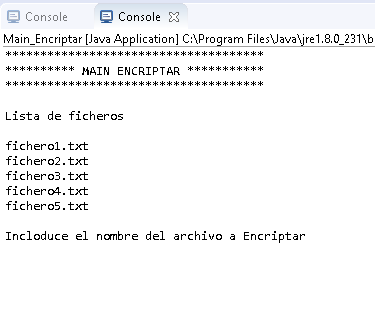 Console Console
Main_Encriptar [Java Application] C:\Program Files\Java\jre1.8.0_231\b
*************************************
********** MAIN ENCRIPTAR ***********
*************************************
Lista de ficheros
fichero1.txt
fichero2.txt
fichero3.txt
fichero4.txt
fichero5.txt
Incloduce el nombre del archivo a Encriptar